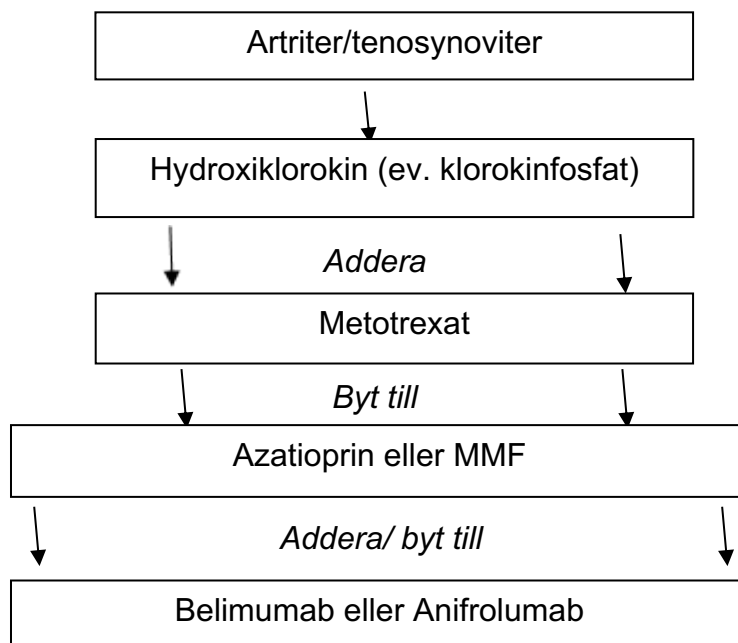 Artriter/tenosynoviter
Hydroxiklorokin (ev. klorokinfosfat)
Addera
Metotrexat
Byt till
Azatioprin eller MMF
Addera/ byt till
Belimumab eller Anifrolumab